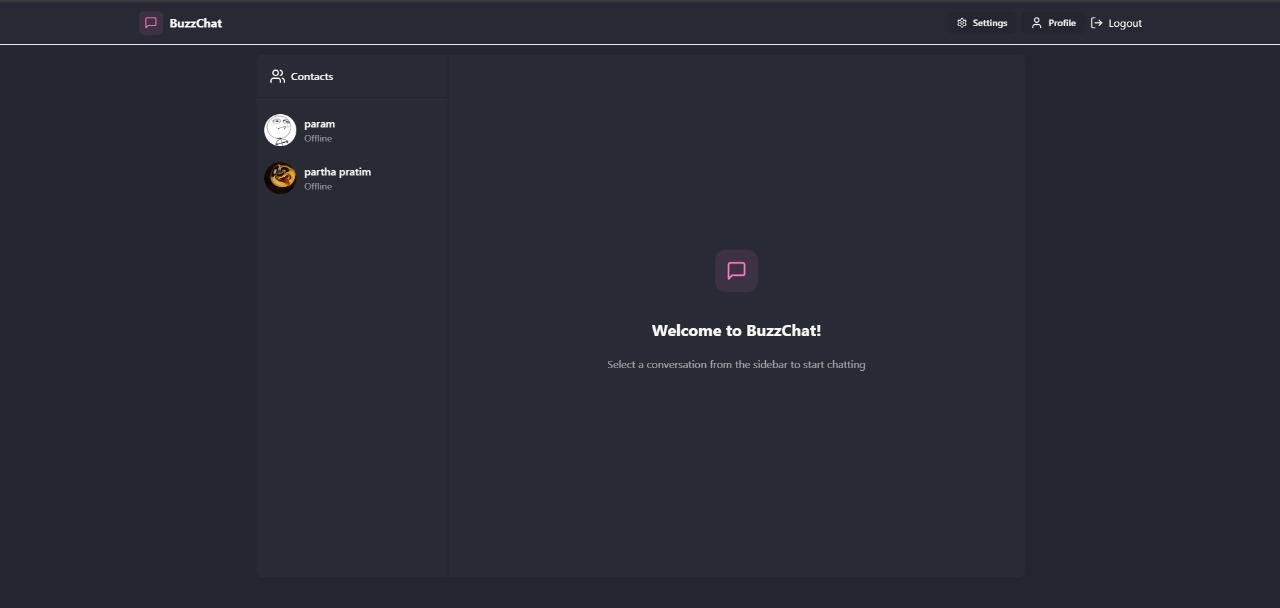 BuzzChat
Settings
Profile
Logout
Contacts
param
Offline
partha pratim
Offline
Welcome to BuzzChat!
Select a conversation from the sidebar to start chatting